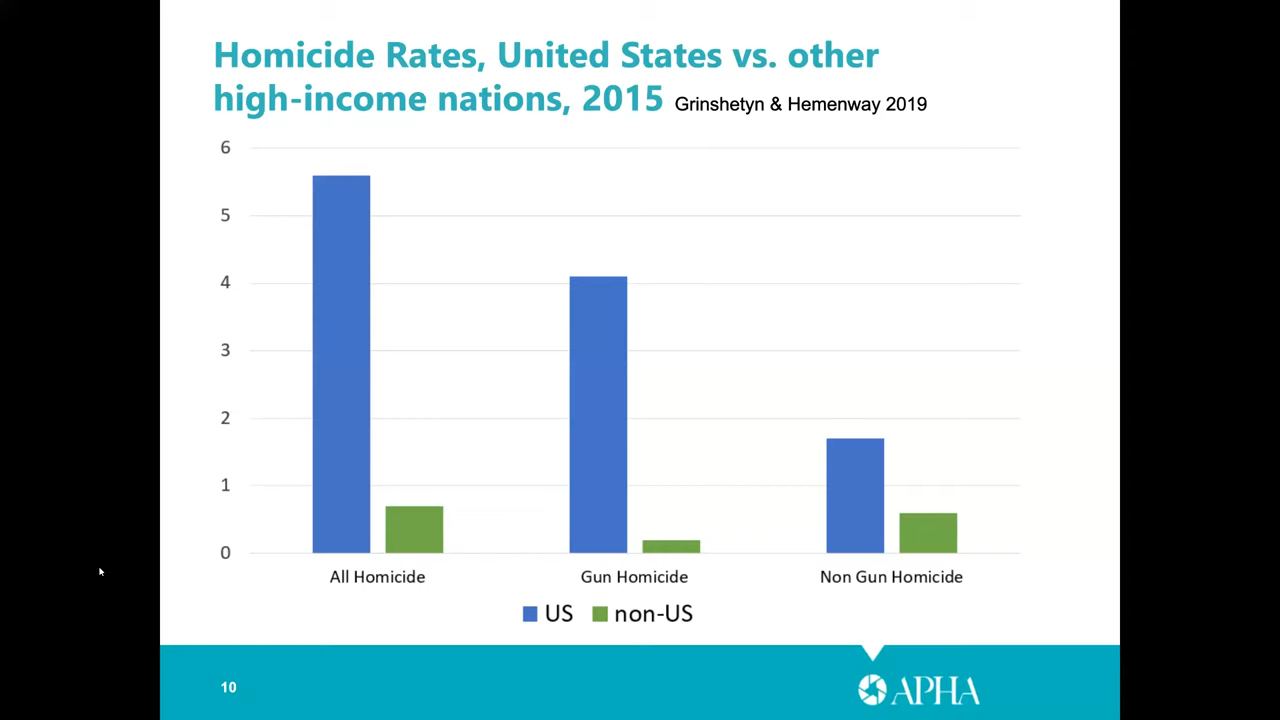 Homicide Rates, United States vs. other
high-income nations, 2015 Grinshetyn & Hemenway 2019
6
5
4
3
2
1
0
All Homicide Gun Homicide Non Gun Homicide
US non-US
10
APHA